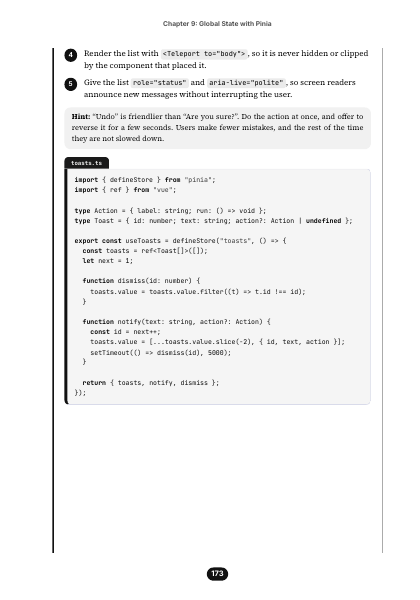 Chapter 9: Global State with Pinia
4 Render the list with <Teleport to="body">, so it is never hidden or clipped
by the component that placed it.
5 Give the list role="status" and aria-live="polite", so screen readers
announce new messages without interrupting the user.
Hint: “Undo” is friendlier than “Are you sure?”. Do the action at once, and offer to
reverse it for a few seconds. Users make fewer mistakes, and the rest of the time
they are not slowed down.
toasts.ts
import { defineStore } from "pinia";
import { ref } from "vue";
type Action = { label: string; run: () => void };
type Toast = { id: number; text: string; action?: Action | undefined };
export const useToasts = defineStore("toasts", () => {
  const toasts = ref<Toast[]>([]);
  let next = 1;
  function dismiss(id: number) {
    toasts.value = toasts.value.filter((t) => t.id !== id);
  }
  function notify(text: string, action?: Action) {
    const id = next++;
    toasts.value = [...toasts.value.slice(-2), { id, text, action }];
    setTimeout(() => dismiss(id), 5000);
  }
  return { toasts, notify, dismiss };
});
173